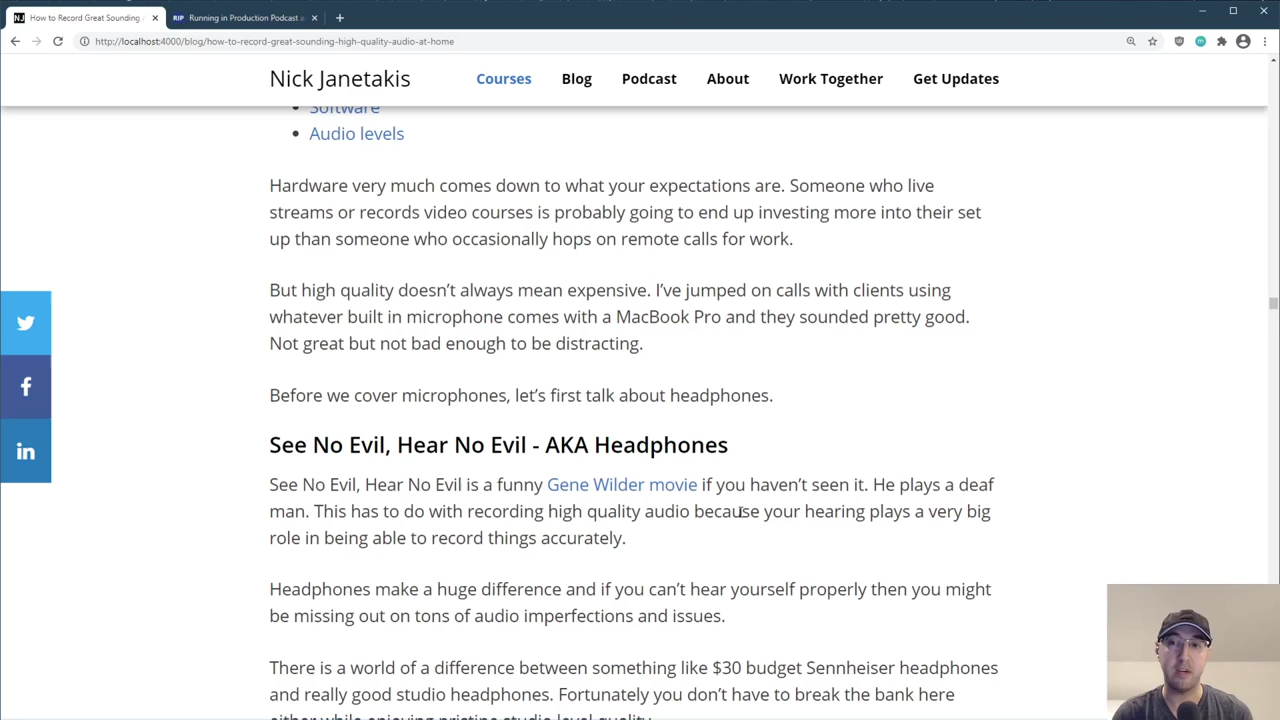 How to Record Great Sounding
RIP Running in Production Podcast
http://localhost:4000/blog/how-to-record-great-sounding-high-quality-audio-at-home
Nick Janetakis
Courses Blog Podcast About Work Together Get Updates
Software
Audio levels
Hardware very much comes down to what your expectations are. Someone who live
streams or records video courses is probably going to end up investing more into their set
up than someone who occasionally hops on remote calls for work.
But high quality doesn’t always mean expensive. I’ve jumped on calls with clients using
whatever built in microphone comes with a MacBook Pro and they sounded pretty good.
Not great but not bad enough to be distracting.
Before we cover microphones, let’s first talk about headphones.
See No Evil, Hear No Evil - AKA Headphones
See No Evil, Hear No Evil is a funny Gene Wilder movie if you haven’t seen it. He plays a deaf
man. This has to do with recording high quality audio because your hearing plays a very big
role in being able to record things accurately.
Headphones make a huge difference and if you can’t hear yourself properly then you might
be missing out on tons of audio imperfections and issues.
There is a world of a difference between something like $30 budget Sennheiser headphones
and really good studio headphones. Fortunately you don’t have to break the bank here
either while enjoying pristine studio level quality.